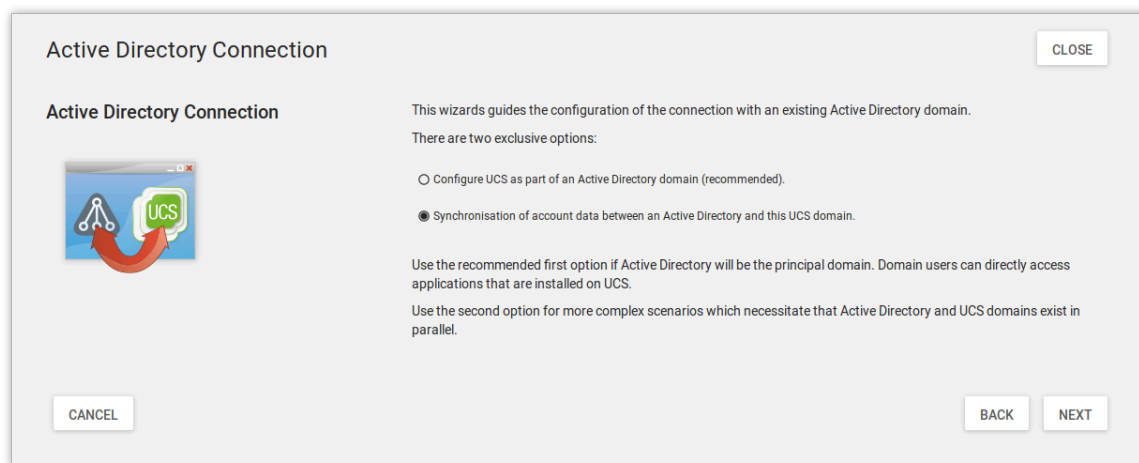 Active Directory Connection
CLOSE
Active Directory Connection
UCS
This wizards guides the configuration of the connection with an existing Active Directory domain.
There are two exclusive options:
Configure UCS as part of an Active Directory domain (recommended).
Synchronisation of account data between an Active Directory and this UCS domain.
Use the recommended first option if Active Directory will be the principal domain. Domain users can directly access
applications that are installed on UCS.
Use the second option for more complex scenarios which necessitate that Active Directory and UCS domains exist in
parallel.
CANCEL
BACK
NEXT